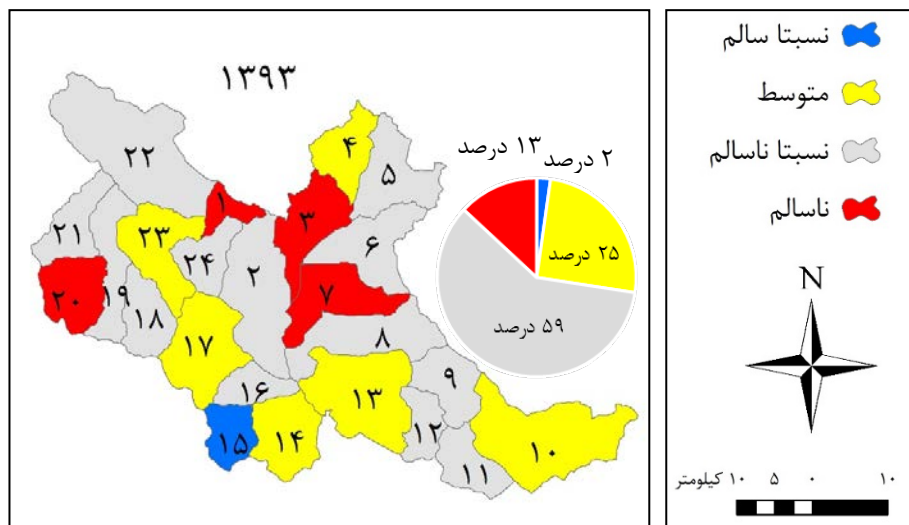 ۱۳۹۳
۱۳ درصد
۲ درصد
۲۵ درصد
۵۹ درصد
۲۲
۴
۵
۱
۳
۲۱
۲۳
۶
۲۴
۲
۲۰
۱۹
۷
۱۸
۱۷
۸
۱۶
۹
۱۳
۱۵
۱۴
۱۲
۱۰
۱۱
نسبتا سالم
متوسط
نسبتا ناسالم
ناسالم
N
۱۰ ۵ ۰ ۱۰ کیلومتر